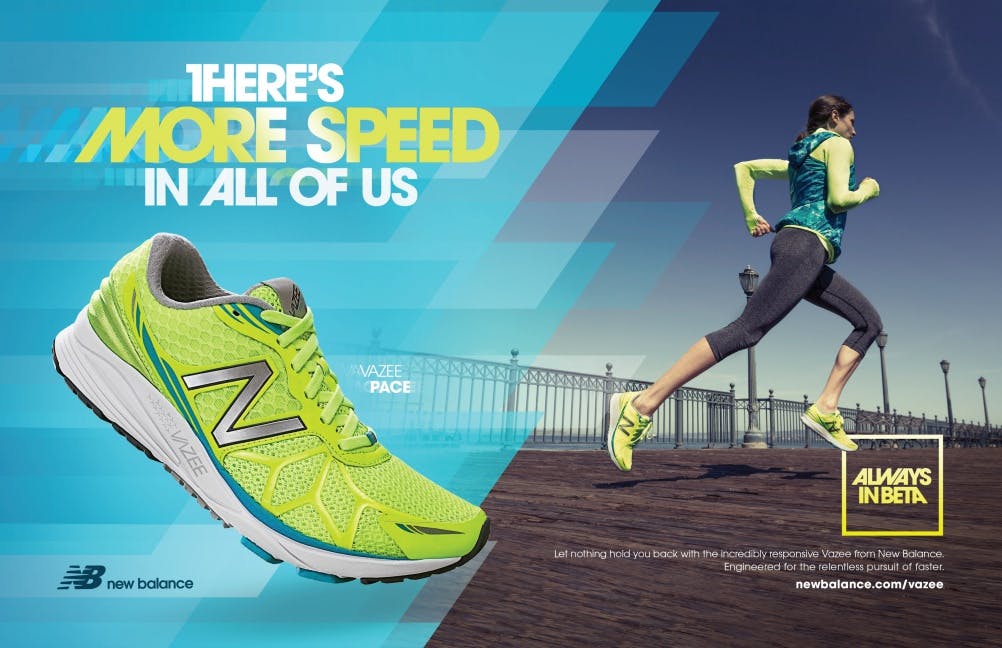 THERE'S
MORE SPEED
IN ALL OF US
VAZEE
PACE
N
VAZEE
NB new balance
ALWAYS
IN BETA
Let nothing hold you back with the incredibly responsive Vazee from New Balance.
Engineered for the relentless pursuit of faster.
newbalance.com/vazee